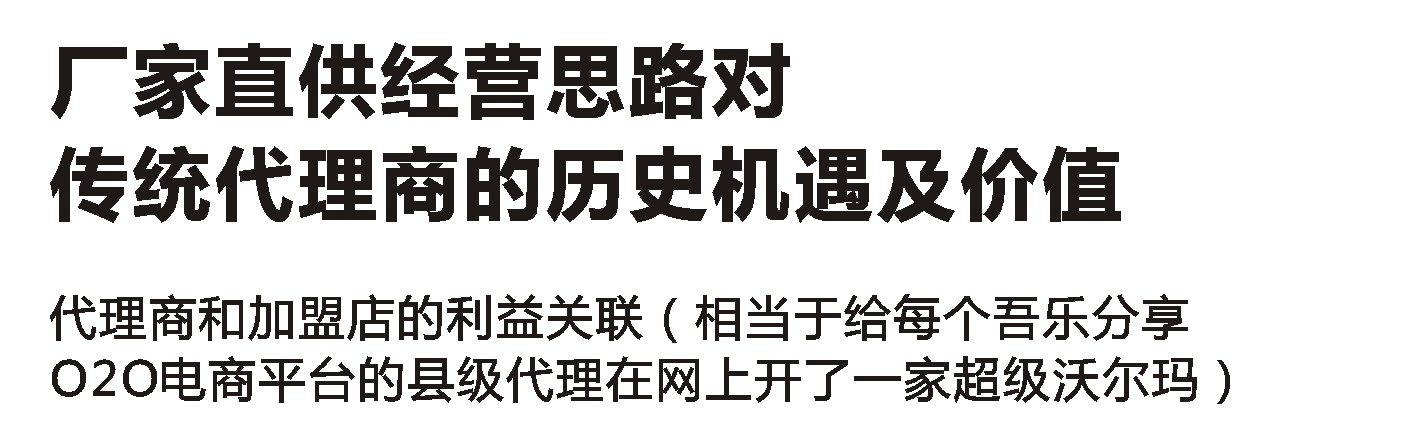 厂家直供经营思路对
传统代理商的历史机遇及价值
代理商和加盟店的利益关联（相当于给每个吾乐分享
O2O电商平台的县级代理在网上开了一家超级沃尔玛）